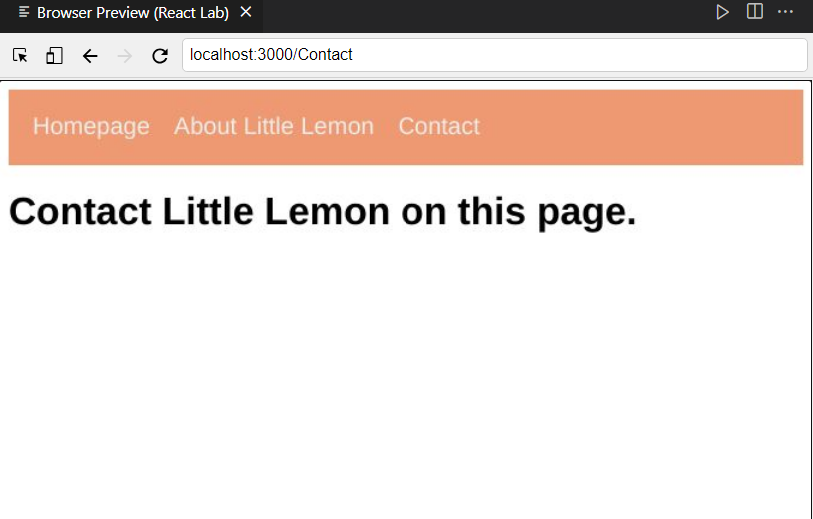 Browser Preview (React Lab)
localhost:3000/Contact
Homepage About Little Lemon Contact
Contact Little Lemon on this page.